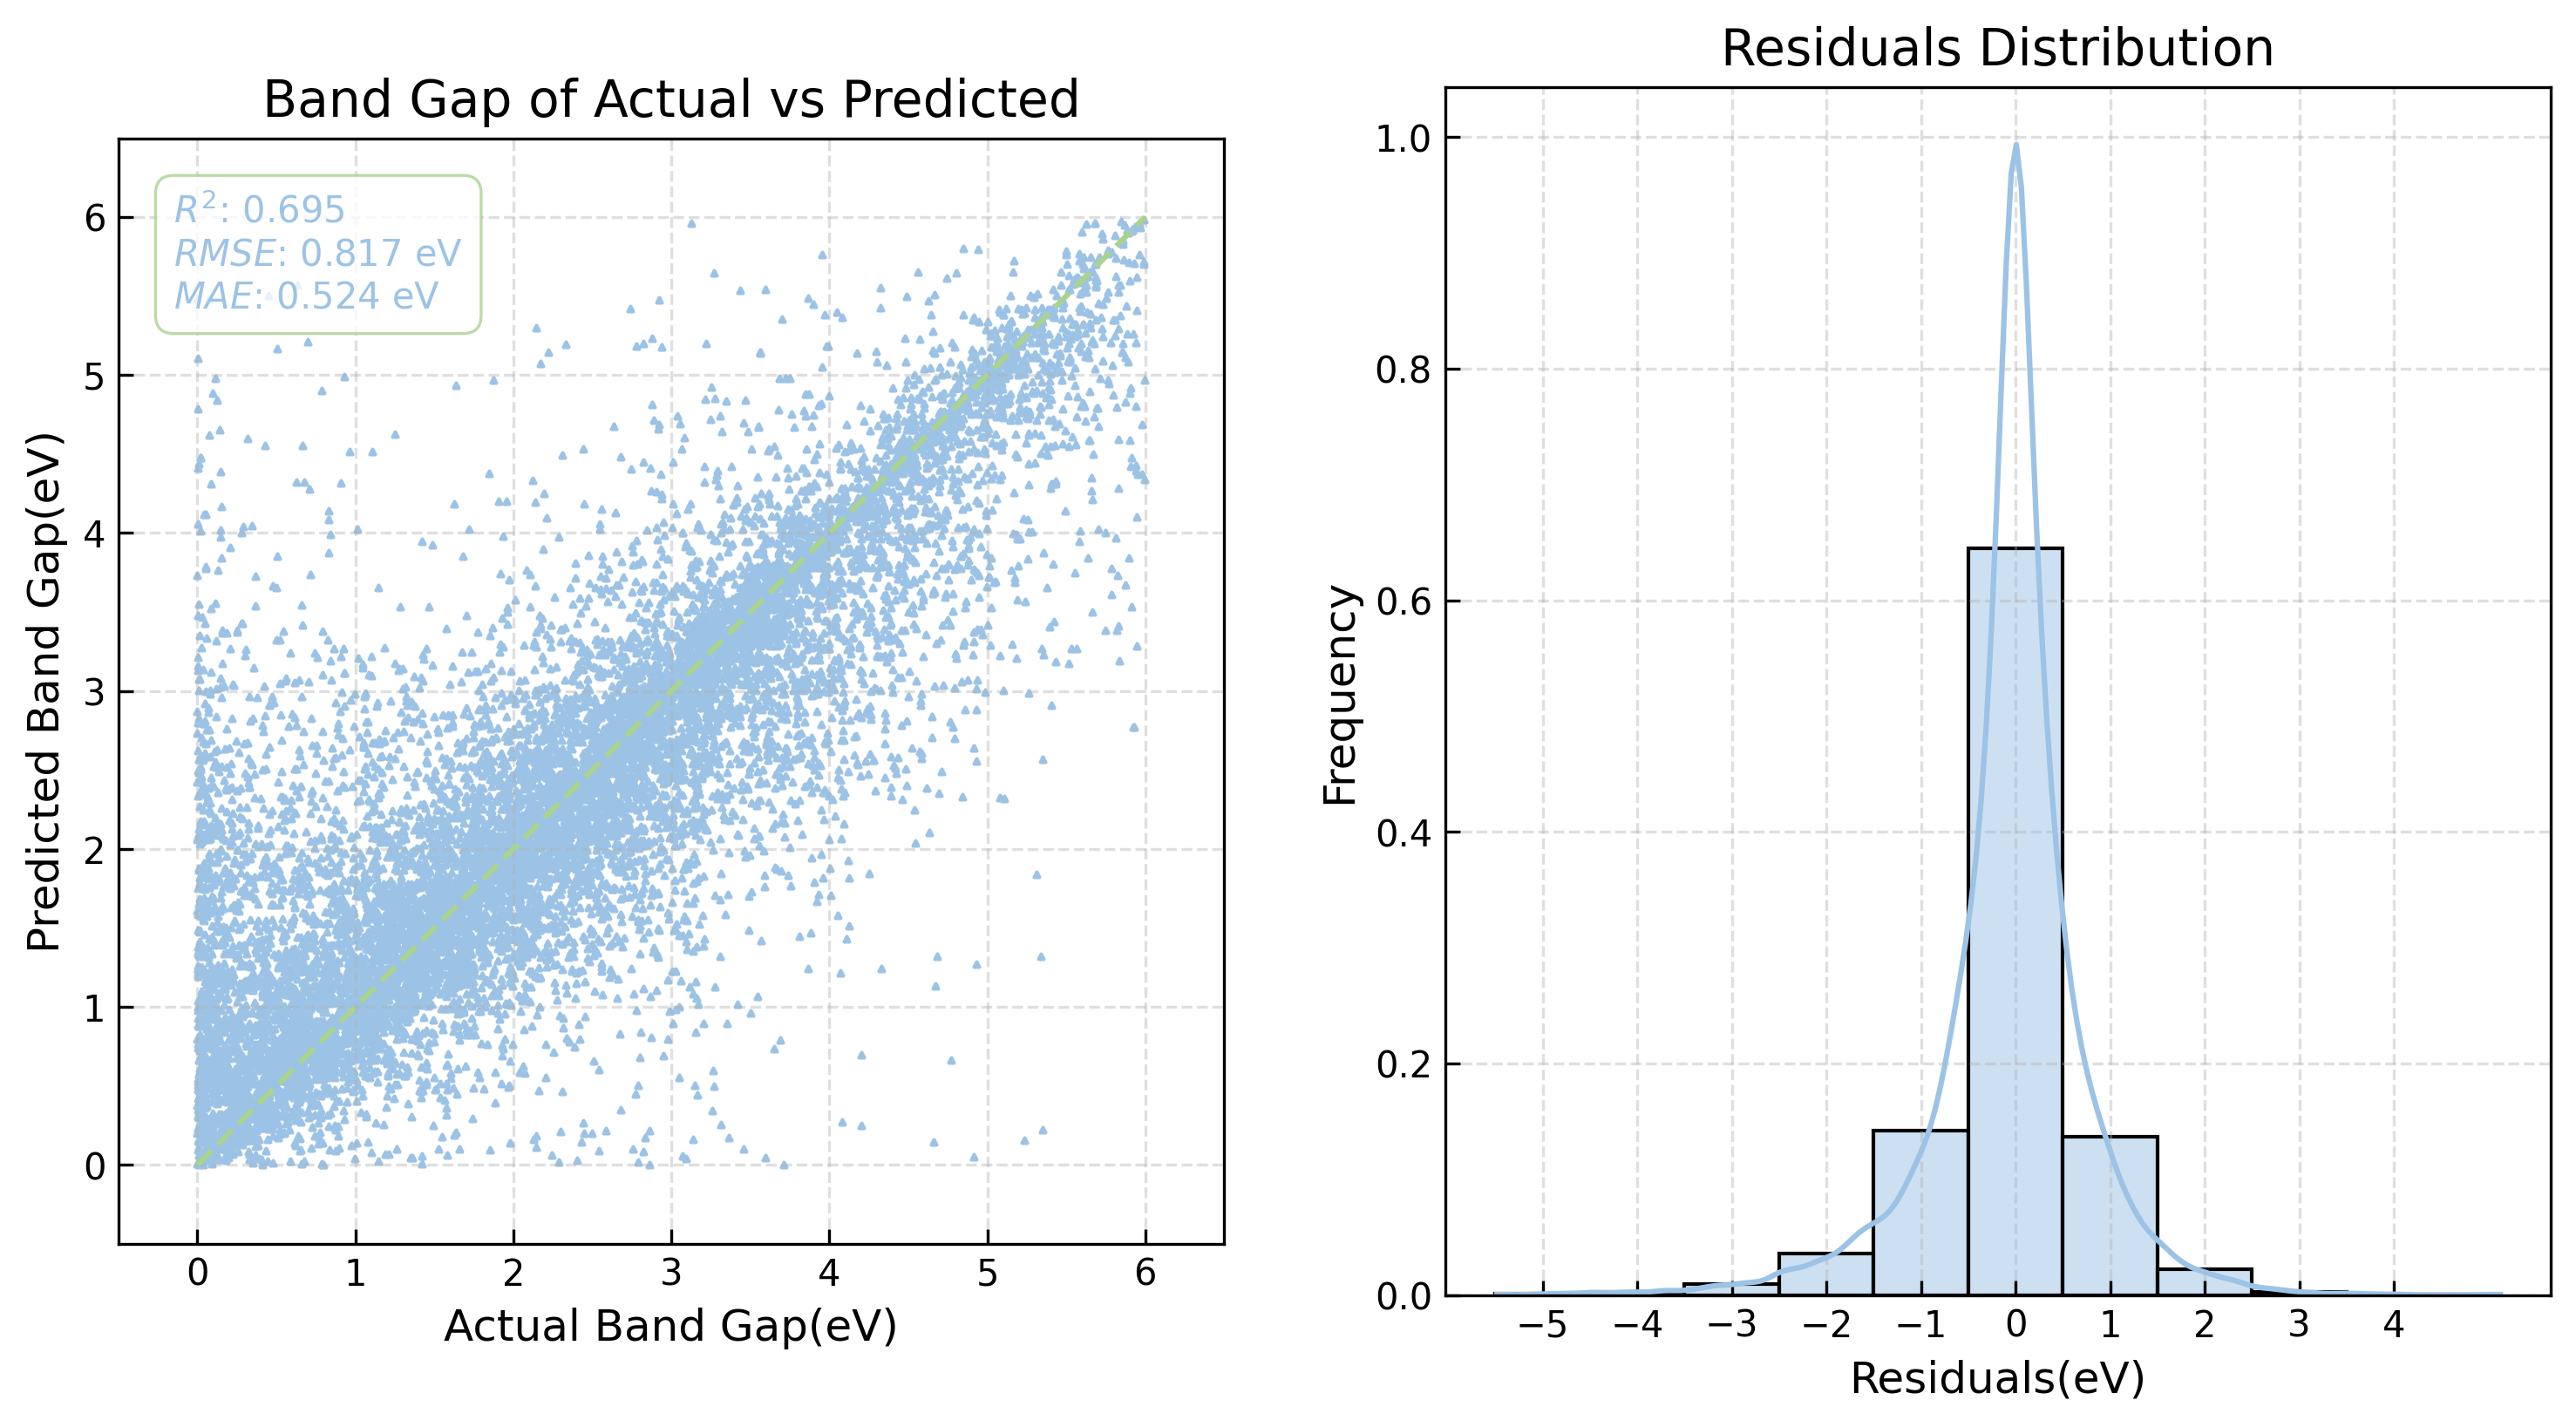 Band Gap of Actual vs Predicted
R²: 0.695
RMSE: 0.817 eV
MAE: 0.524 eV
Predicted Band Gap(eV)
6
5
4
3
2
1
0
0 1 2 3 4 5 6
Actual Band Gap(eV)
Residuals Distribution
Frequency
1.0
0.8
0.6
0.4
0.2
0.0
−5 −4 −3 −2 −1 0 1 2 3 4
Residuals(eV)